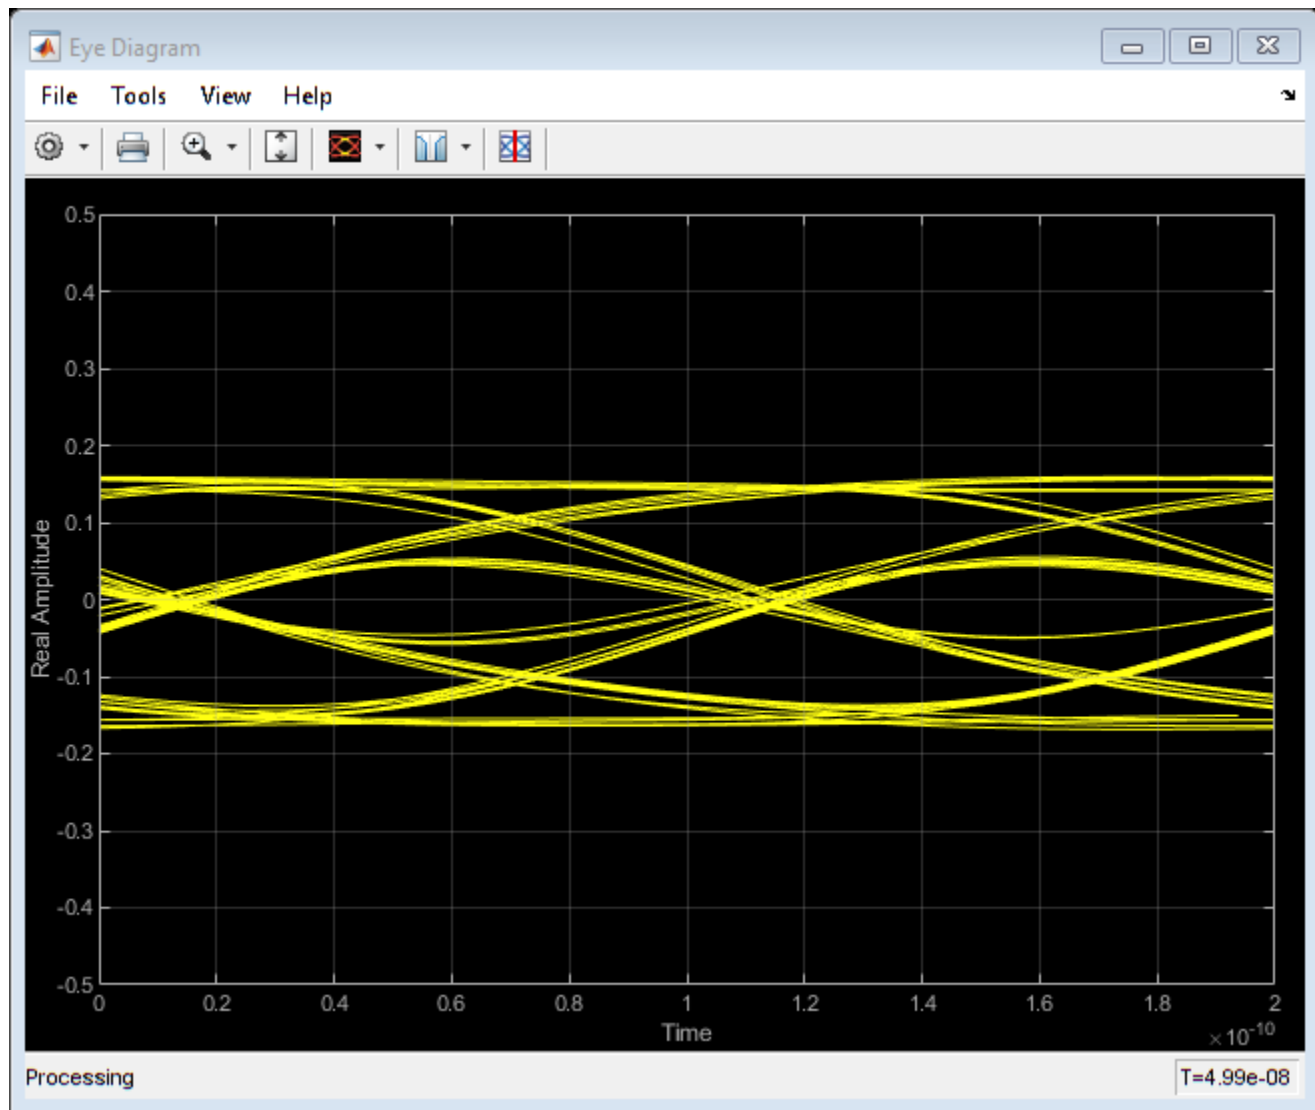 Eye Diagram
File Tools View Help
0.5
0.4
0.3
0.2
0.1
0
-0.1
-0.2
-0.3
-0.4
-0.5
Real Amplitude
0 0.2 0.4 0.6 0.8 1 1.2 1.4 1.6 1.8 2
Time
×10-10
Processing
T=4.99e-08